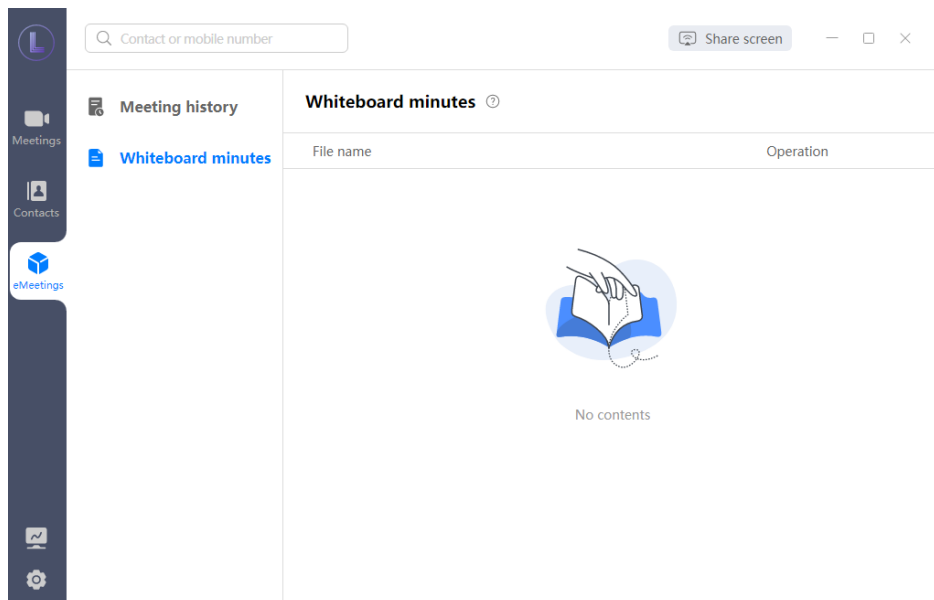 L
Contact or mobile number
Share screen
Meetings
Contacts
eMeetings
Meeting history
Whiteboard minutes
Whiteboard minutes ?
File name Operation
No contents